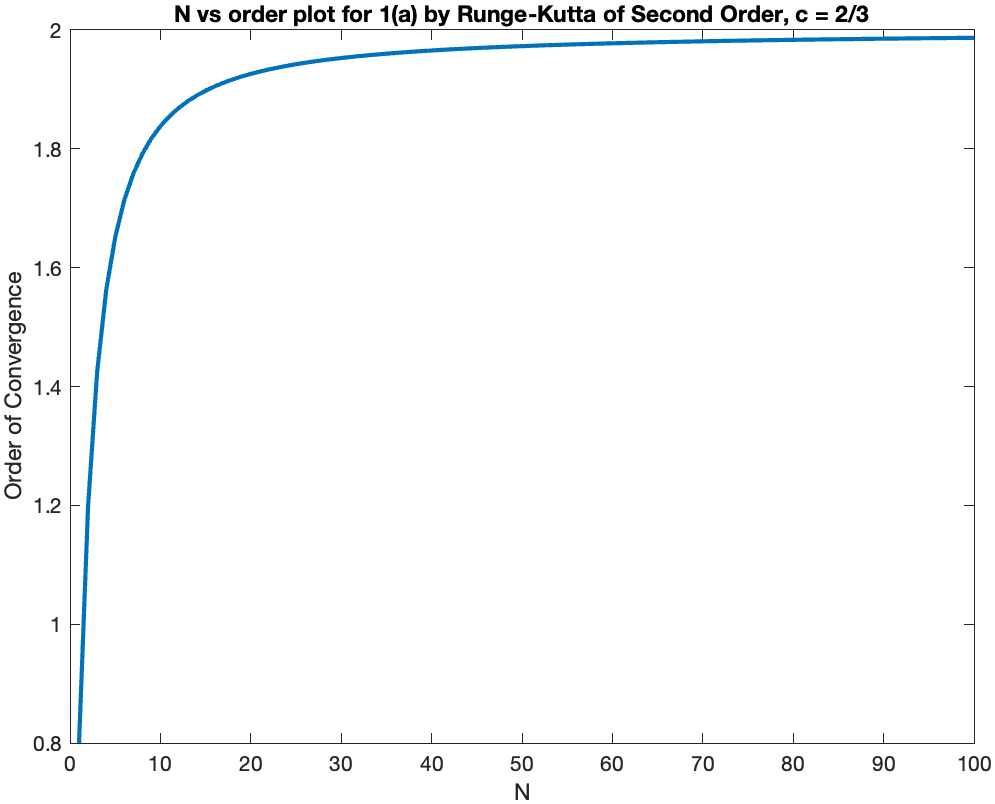 N vs order plot for 1(a) by Runge-Kutta of Second Order, c = 2/3
Order of Convergence
2
1.8
1.6
1.4
1.2
1
0.8
0 10 20 30 40 50 60 70 80 90 100
N